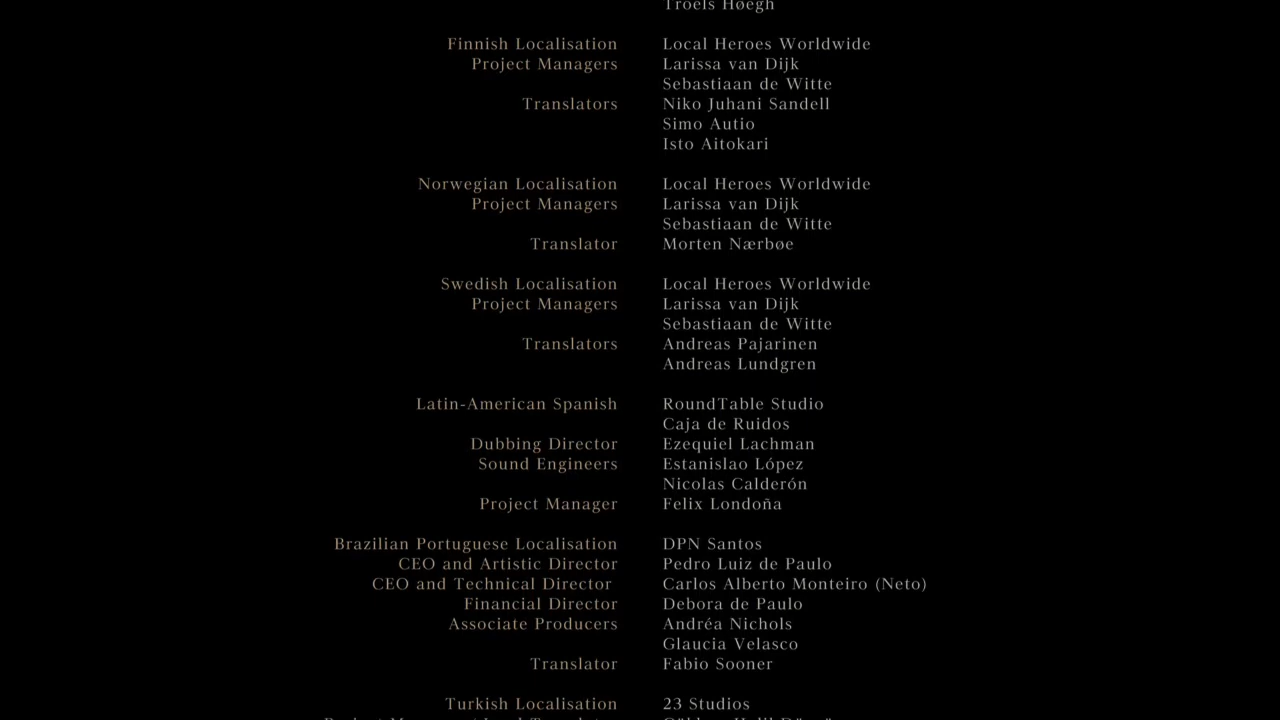 Troels Høegh
Finnish Localisation Local Heroes Worldwide
Project Managers Larissa van Dijk
Sebastiaan de Witte
Translators Niko Juhani Sandell
Simo Autio
Isto Aitokari
Norwegian Localisation Local Heroes Worldwide
Project Managers Larissa van Dijk
Sebastiaan de Witte
Translator Morten Nærbøe
Swedish Localisation Local Heroes Worldwide
Project Managers Larissa van Dijk
Sebastiaan de Witte
Translators Andreas Pajarinen
Andreas Lundgren
Latin-American Spanish RoundTable Studio
Caja de Ruidos
Dubbing Director Ezequiel Lachman
Sound Engineers Estanislao López
Nicolas Calderón
Project Manager Felix Londoña
Brazilian Portuguese Localisation DPN Santos
CEO and Artistic Director Pedro Luiz de Paulo
CEO and Technical Director Carlos Alberto Monteiro (Neto)
Financial Director Debora de Paulo
Associate Producers Andréa Nichols
Glaucia Velasco
Translator Fabio Sooner
Turkish Localisation 23 Studios